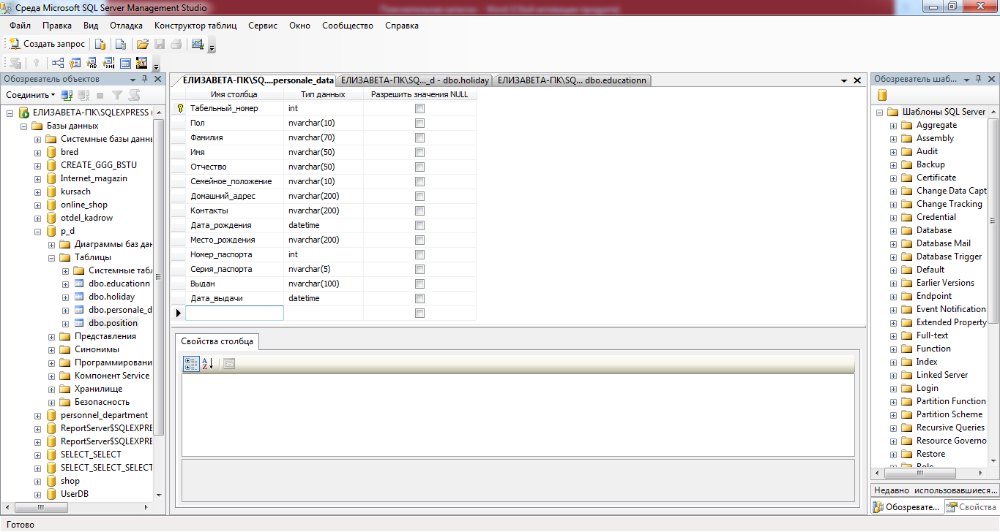 Среда Microsoft SQL Server Management Studio
Файл Правка Вид Отладка Конструктор таблиц Сервис Окно Сообщество Справка
Создать запрос
Обозреватель объектов
Соединить
ЕЛИЗАВЕТА-ПК\SQLEXPRESS (
Базы данных
Системные базы данн
bred
CREATE_GGG_BSTU
Internet_magazin
kursach
online_shop
otdel_kadrow
p_d
Диаграммы баз дан
Таблицы
Системные табл
dbo.educationn
dbo.holiday
dbo.personale_d
dbo.position
Представления
Синонимы
Программировани
Компонент Service
Хранилище
Безопасность
personnel_department
ReportServer$SQLEXPRE
ReportServer$SQLEXPRE
SELECT_SELECT
SELECT_SELECT_SELECT
shop
UserDB
ЕЛИЗАВЕТА-ПК\SQ....personale_data ЕЛИЗАВЕТА-ПК\SQ..._d - dbo.holiday ЕЛИЗАВЕТА-ПК\SQ... dbo.educationn
Имя столбца Тип данных Разрешить значения NULL
Табельный_номер int
Пол nvarchar(10)
Фамилия nvarchar(70)
Имя nvarchar(50)
Отчество nvarchar(50)
Семейное_положение nvarchar(10)
Домашний_адрес nvarchar(200)
Контакты nvarchar(200)
Дата_рождения datetime
Место_рождения nvarchar(200)
Номер_паспорта int
Серия_паспорта nvarchar(5)
Выдан nvarchar(100)
Дата_выдачи datetime
Свойства столбца
Обозреватель шаб...
Шаблоны SQL Server
Aggregate
Assembly
Audit
Backup
Certificate
Change Data Capt
Change Tracking
Credential
Database
Database Mail
Database Trigger
Default
Earlier Versions
Endpoint
Event Notification
Extended Property
Full-text
Function
Index
Linked Server
Login
Partition Function
Partition Scheme
Recursive Queries
Resource Governo
Restore
Role
Недавно использовавшиеся...
Обозревате... Свойства
Готово